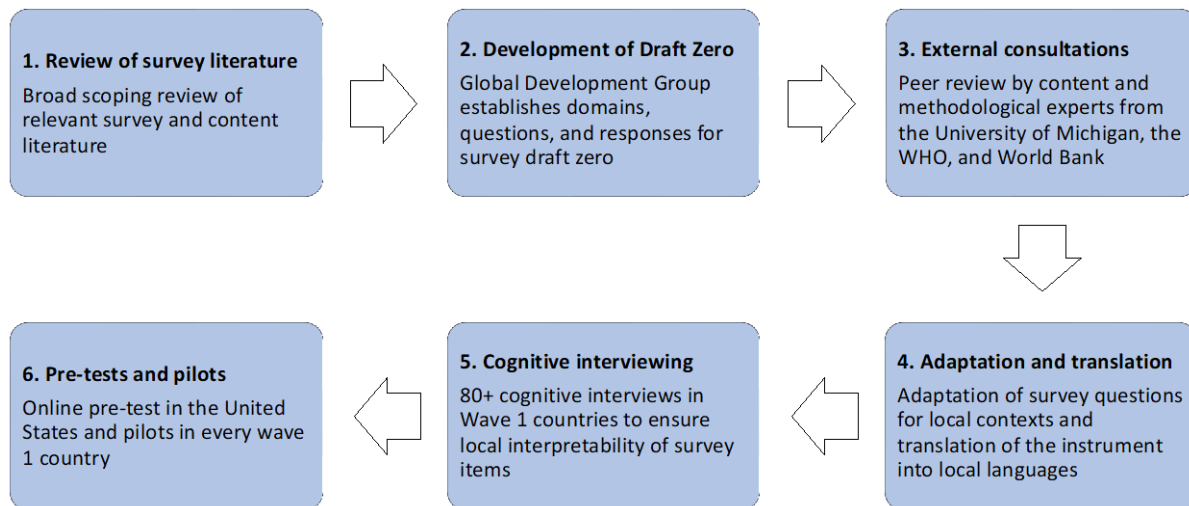 1. Review of survey literature
Broad scoping review of
relevant survey and content
literature
2. Development of Draft Zero
Global Development Group
establishes domains,
questions, and responses for
survey draft zero
3. External consultations
Peer review by content and
methodological experts from
the University of Michigan, the
WHO, and World Bank
4. Adaptation and translation
Adaptation of survey questions
for local contexts and
translation of the instrument
into local languages
5. Cognitive interviewing
80+ cognitive interviews in
Wave 1 countries to ensure
local interpretability of survey
items
6. Pre-tests and pilots
Online pre-test in the United
States and pilots in every wave
1 country